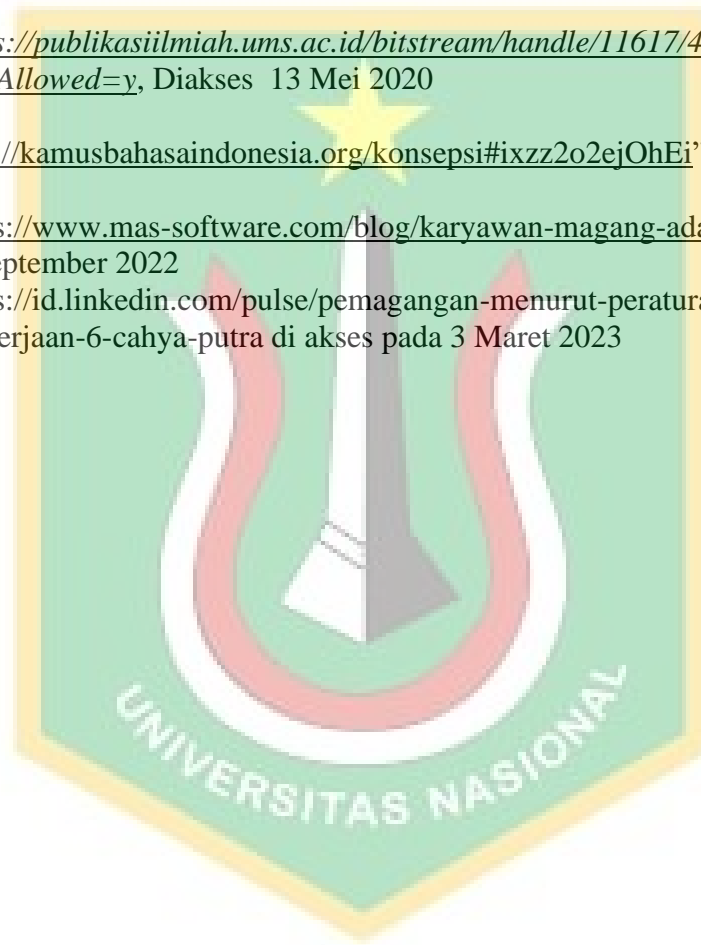 s://publikasiilmiah.ums.ac.id/bitstream/handle/11617/4
Allowed=y, Diakses 13 Mei 2020
://kamusbahasaindonesia.org/konsepsi#ixzz2o2ejOhEi”
s://www.mas-software.com/blog/karyawan-magang-ada
eptember 2022
s://id.linkedin.com/pulse/pemagangan-menurut-peratura
erjaan-6-cahya-putra di akses pada 3 Maret 2023
UNIVERSITAS NASIONAL